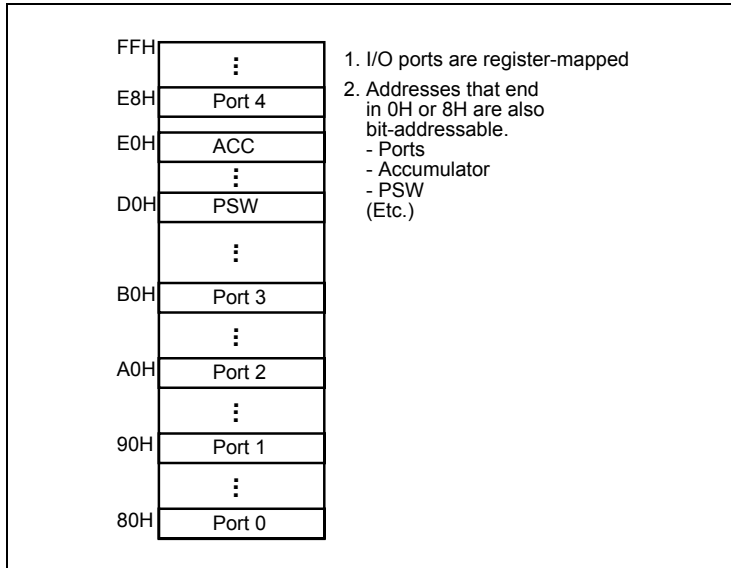 FFH
⋮
E8H Port 4
E0H ACC
⋮
D0H PSW
⋮
B0H Port 3
⋮
A0H Port 2
⋮
90H Port 1
⋮
80H Port 0
1. I/O ports are register-mapped
2. Addresses that end
in 0H or 8H are also
bit-addressable.
- Ports
- Accumulator
- PSW
(Etc.)